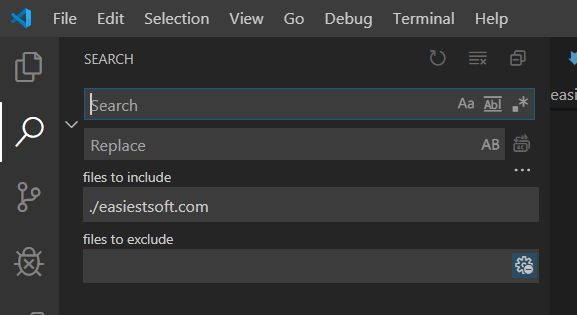 File Edit Selection View Go Debug Terminal Help
SEARCH
Search Aa Abl .*
Replace AB
files to include
./easiestsoft.com
files to exclude
easi